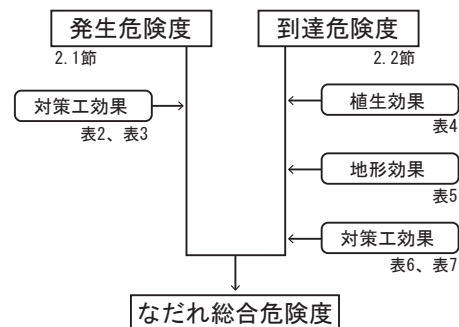 発生危険度
到達危険度
2.1節
2.2節
対策工効果
表2、表3
植生効果
表4
地形効果
表5
対策工効果
表6、表7
なだれ総合危険度